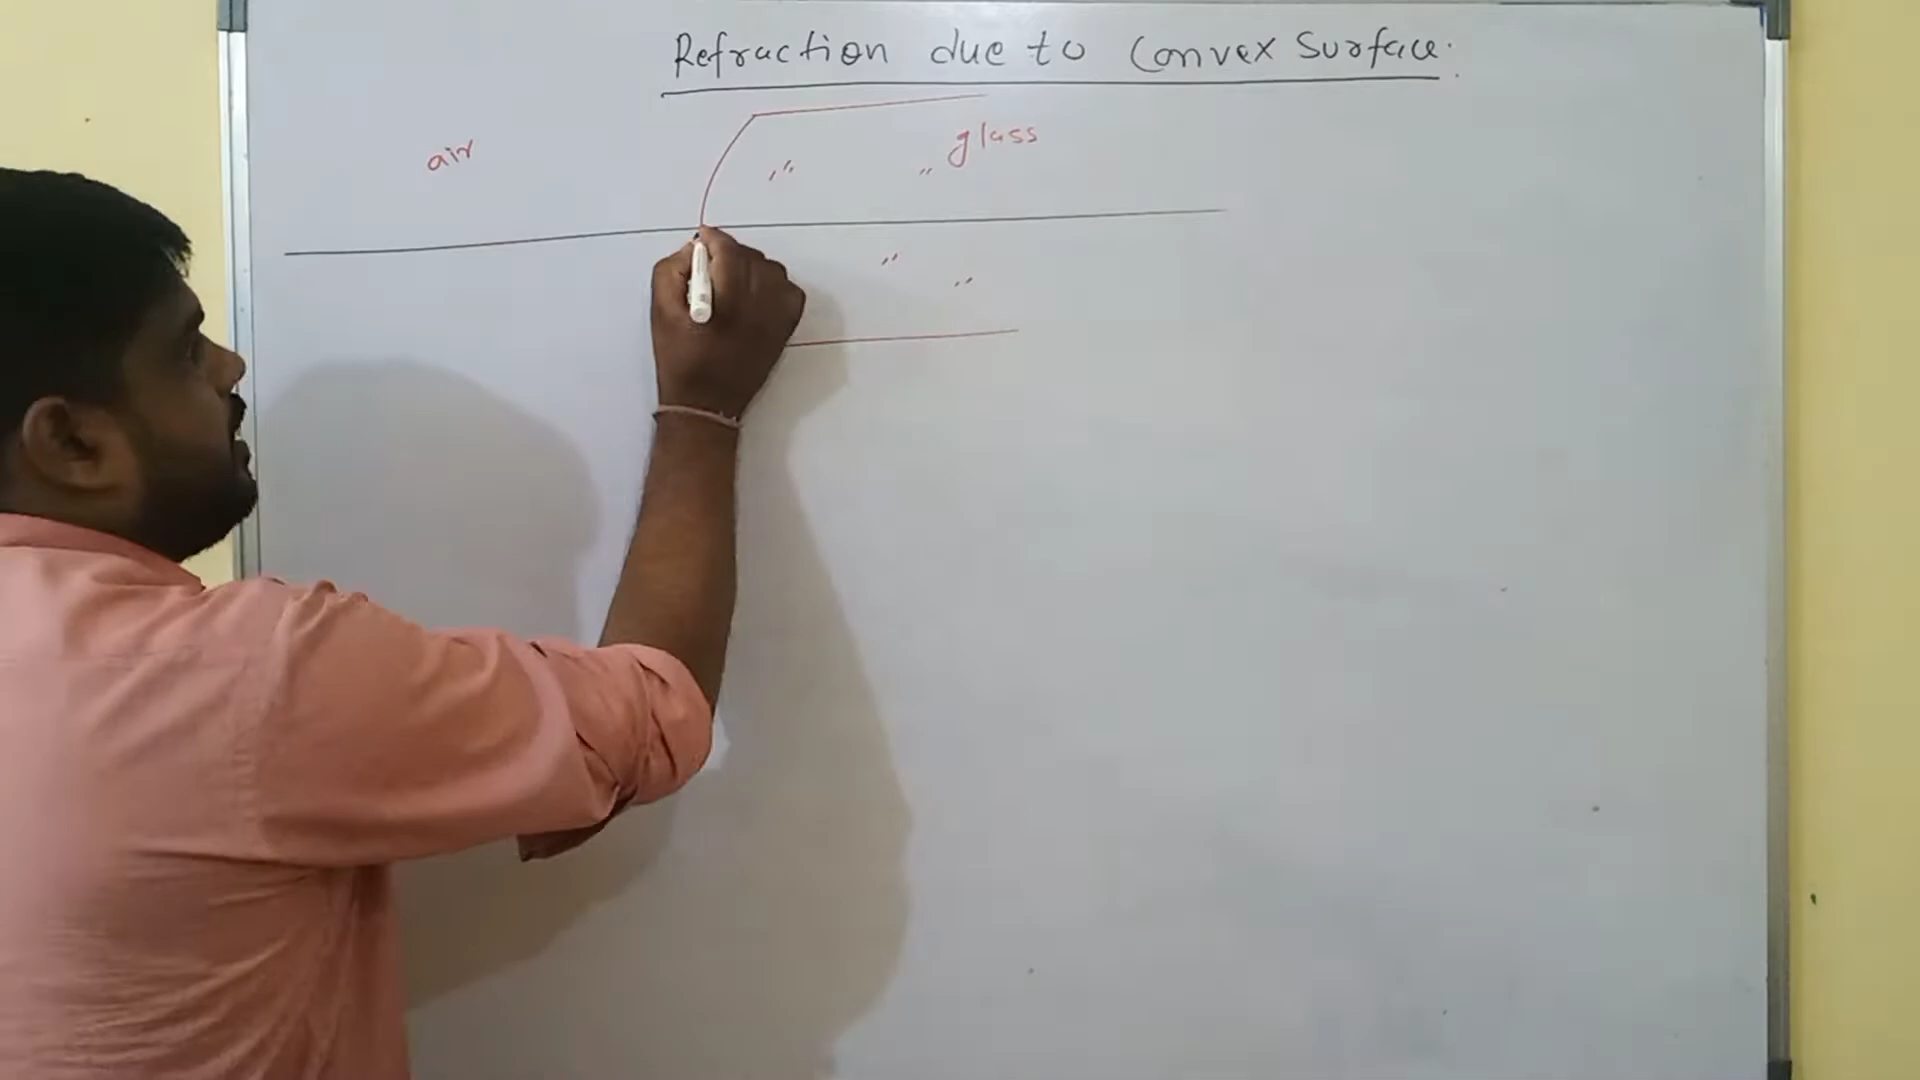 Refraction due to Convex Surface.
air
glass